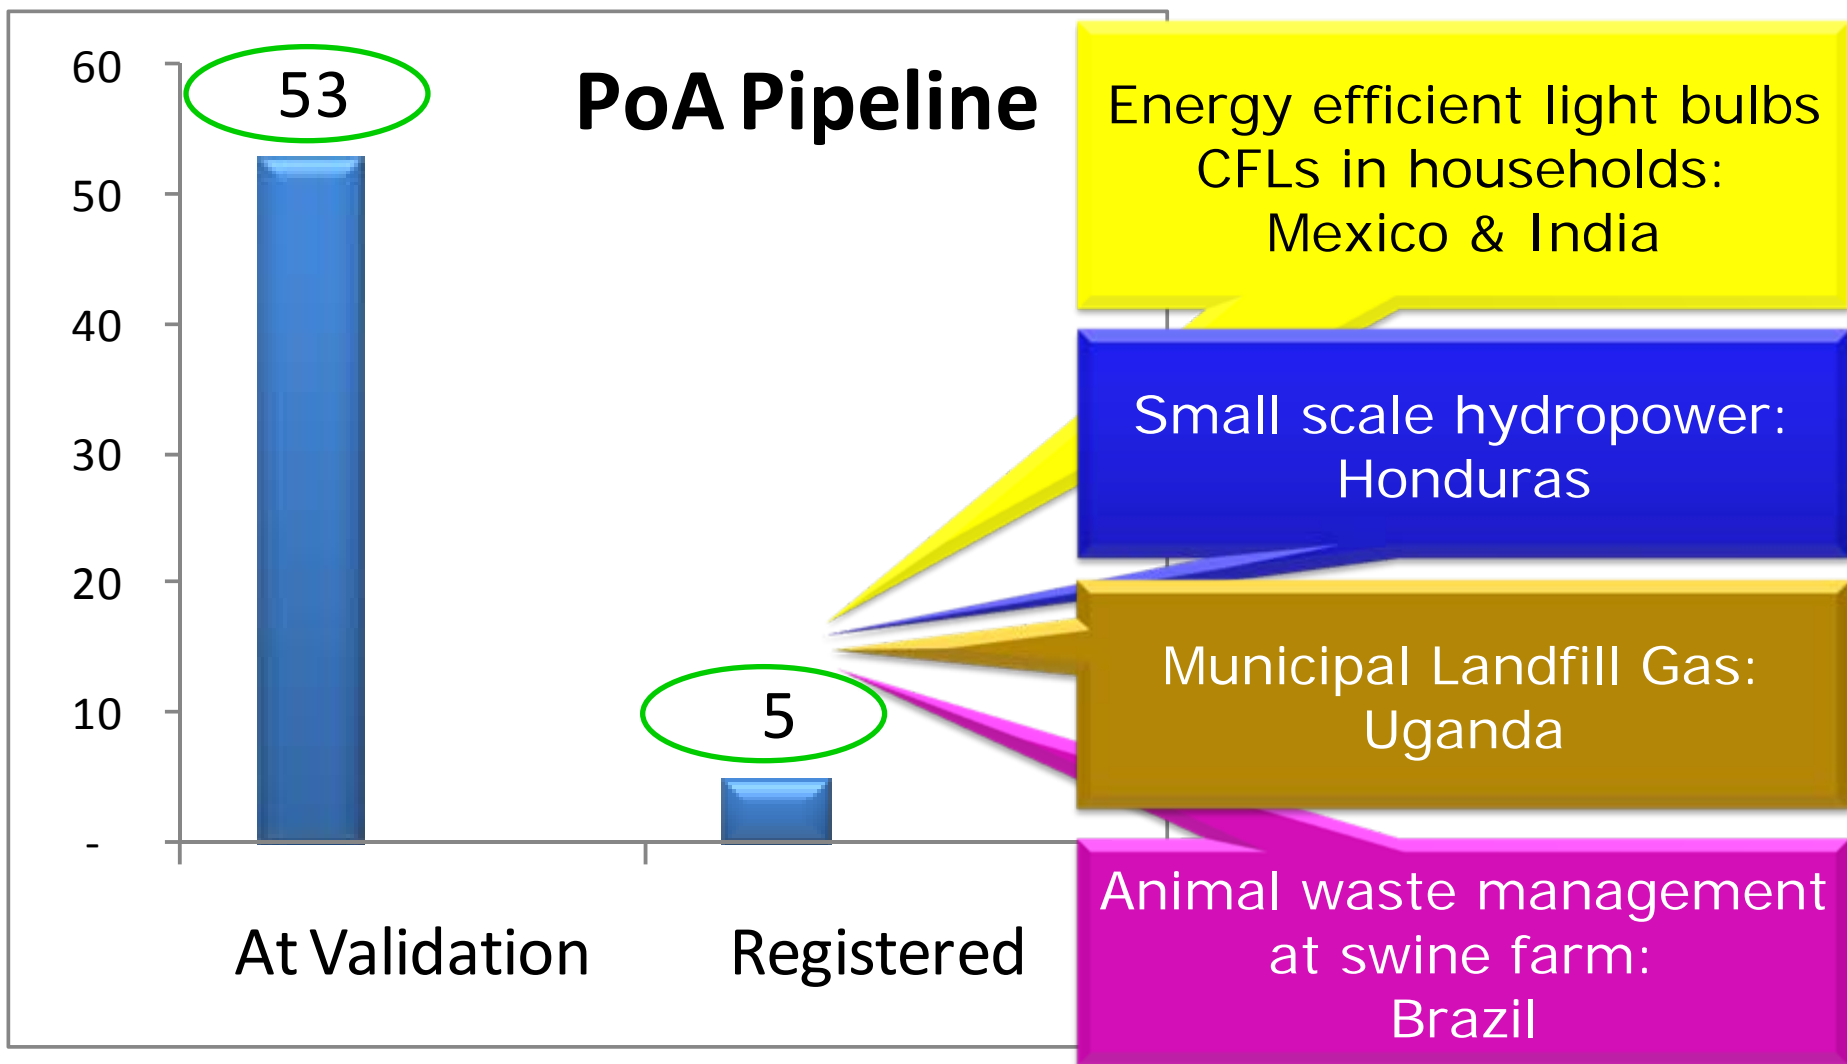 PoA Pipeline
60
50
40
30
20
10
-
53
5
At Validation
Registered
Energy efficient light bulbs
CFLs in households:
Mexico & India
Small scale hydropower:
Honduras
Municipal Landfill Gas:
Uganda
Animal waste management
at swine farm:
Brazil